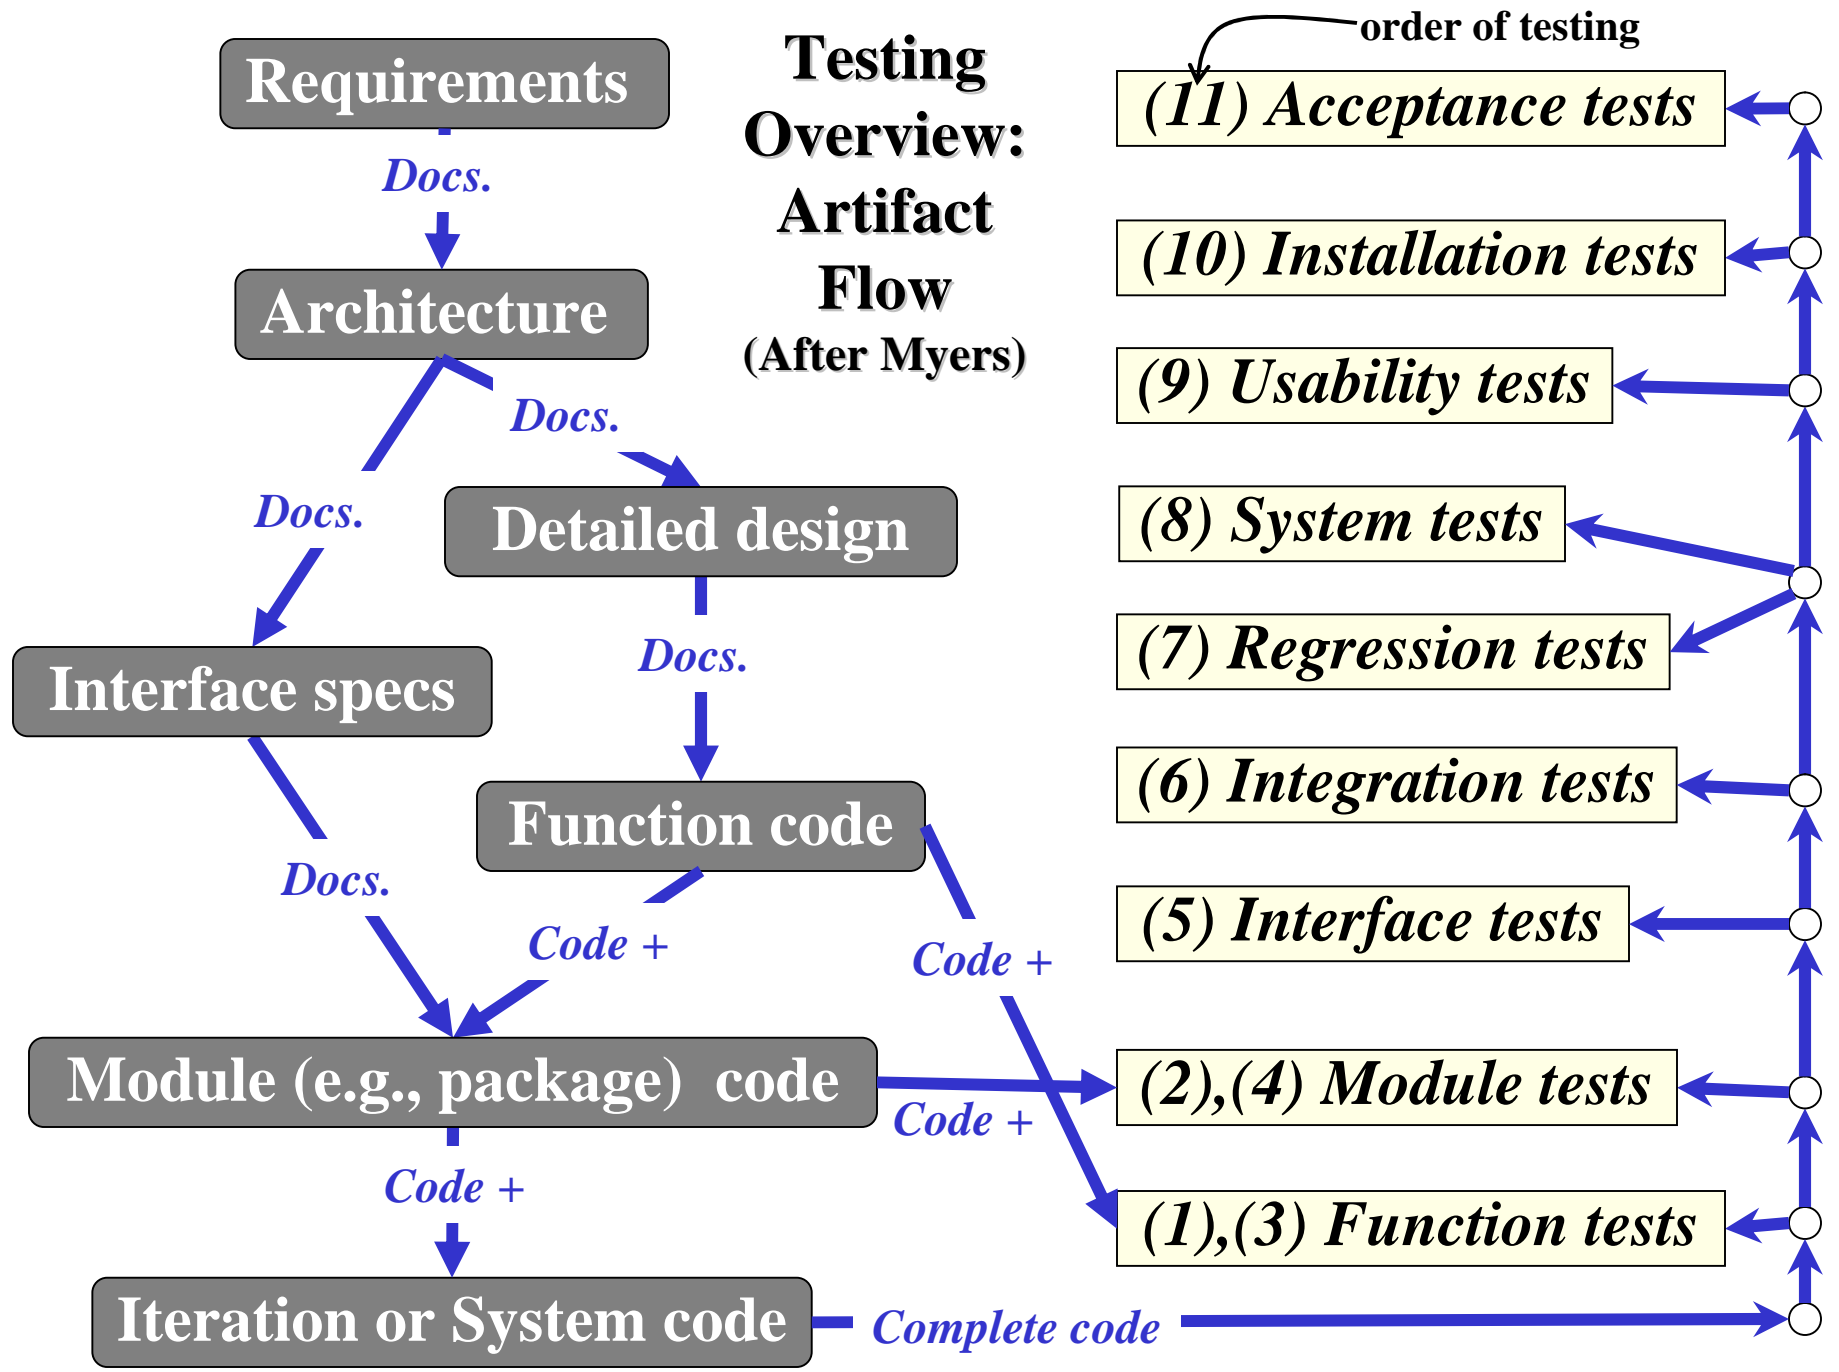 order of testing
Requirements
Testing
Overview:
Artifact
Flow
(After Myers)
(11) Acceptance tests
Docs.
(10) Installation tests
Architecture
(9) Usability tests
Docs.
Docs.
(8) System tests
Detailed design
(7) Regression tests
Docs.
Interface specs
(6) Integration tests
Function code
Docs.
(5) Interface tests
Code +
Code +
Module (e.g., package) code
(2),(4) Module tests
Code +
Code +
(1),(3) Function tests
Iteration or System code
Complete code